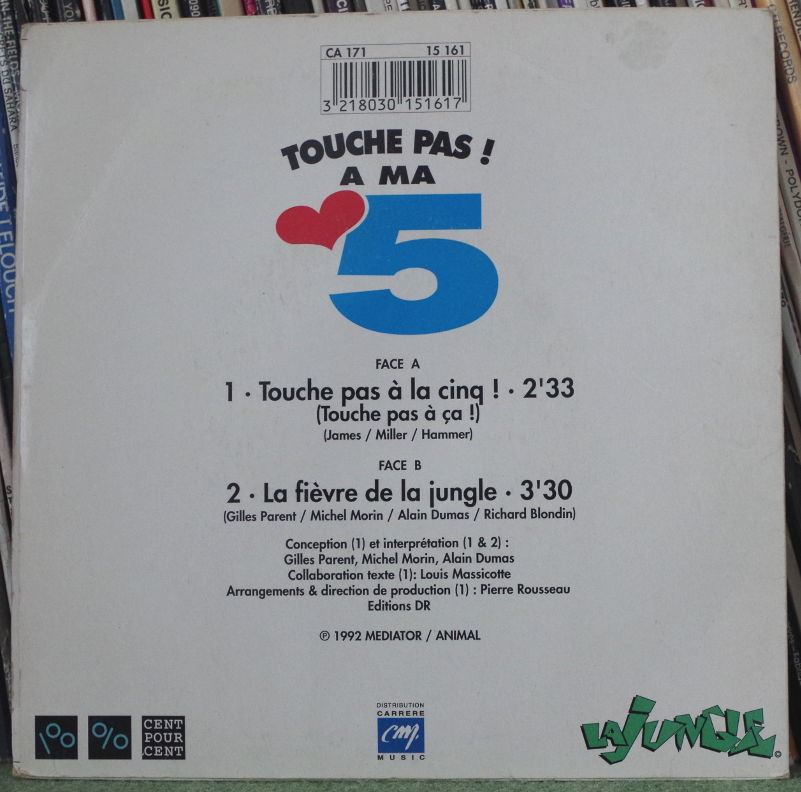 CA 171 15 161
3 218030 151617
TOUCHE PAS !
A MA
5
FACE A
1 · Touche pas à la cinq ! · 2'33
(Touche pas à ça !)
(James / Miller / Hammer)
FACE B
2 · La fièvre de la jungle · 3'30
(Gilles Parent / Michel Morin / Alain Dumas / Richard Blondin)
Conception (1) et interprétation (1 & 2) :
Gilles Parent, Michel Morin, Alain Dumas
Collaboration texte (1): Louis Massicotte
Arrangements & direction de production (1) : Pierre Rousseau
Editions DR
℗ 1992 MEDIATOR / ANIMAL
100 % CENT
POUR
CENT
DISTRIBUTION
CARRERE
CM
MUSIC
LA JUNGLE ©